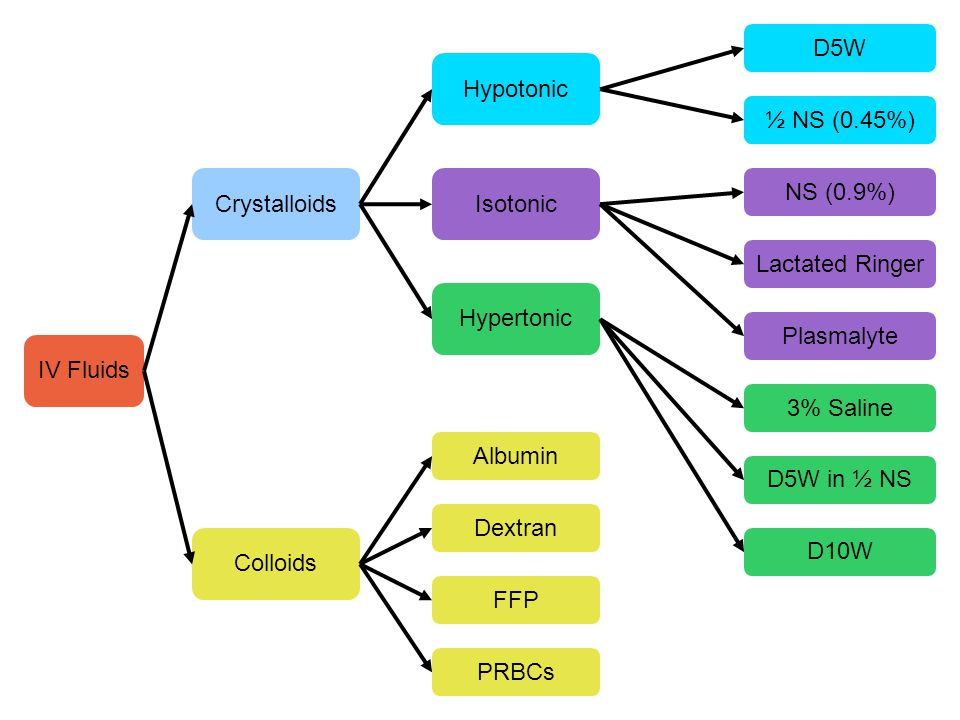 IV Fluids
Crystalloids
Colloids
Hypotonic
Isotonic
Hypertonic
Albumin
Dextran
FFP
PRBCs
D5W
½ NS (0.45%)
NS (0.9%)
Lactated Ringer
Plasmalyte
3% Saline
D5W in ½ NS
D10W